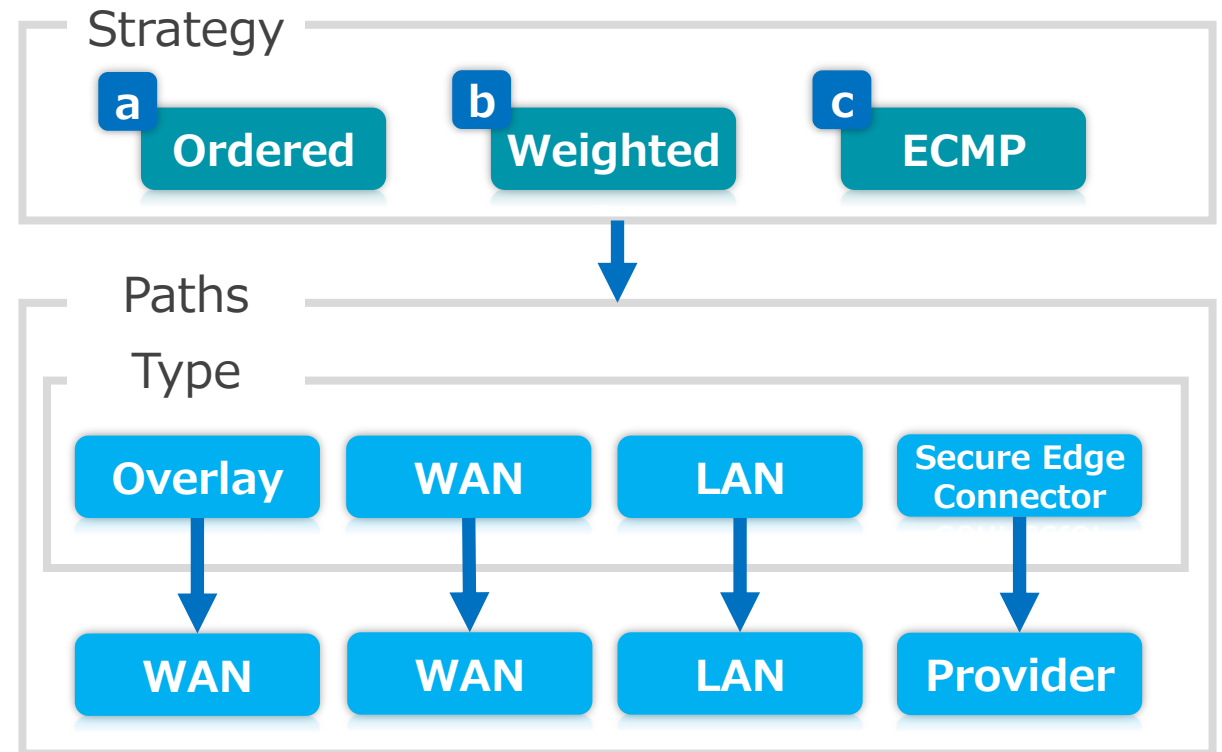 Strategy
a
Ordered
b
Weighted
c
ECMP
Paths
Type
Overlay
WAN
LAN
Secure Edge
Connector
WAN
WAN
LAN
Provider